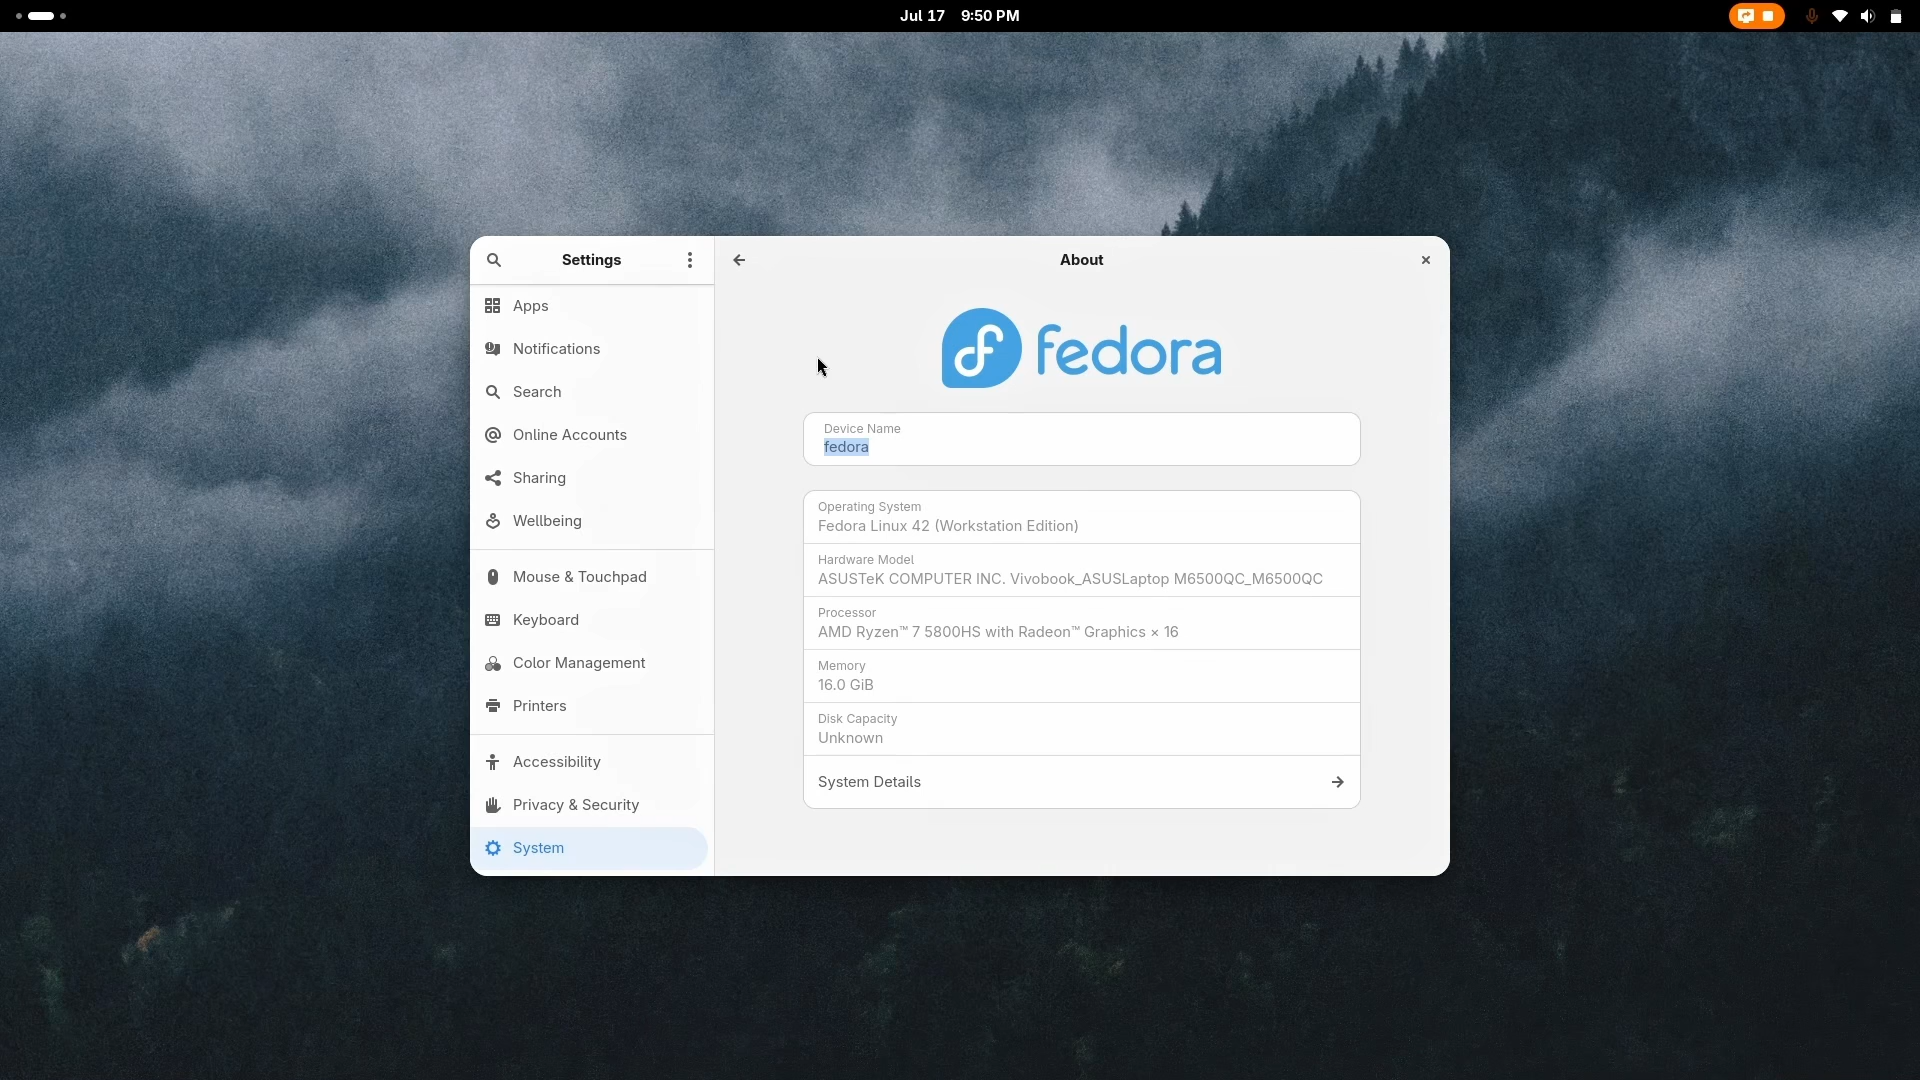 Jul 17 9:50 PM
Settings
About
Apps
Notifications
Search
Online Accounts
Sharing
Wellbeing
Mouse & Touchpad
Keyboard
Color Management
Printers
Accessibility
Privacy & Security
System
fedora
Device Name
fedora
Operating System
Fedora Linux 42 (Workstation Edition)
Hardware Model
ASUSTeK COMPUTER INC. Vivobook_ASUSLaptop M6500QC_M6500QC
Processor
AMD Ryzen™ 7 5800HS with Radeon™ Graphics × 16
Memory
16.0 GiB
Disk Capacity
Unknown
System Details